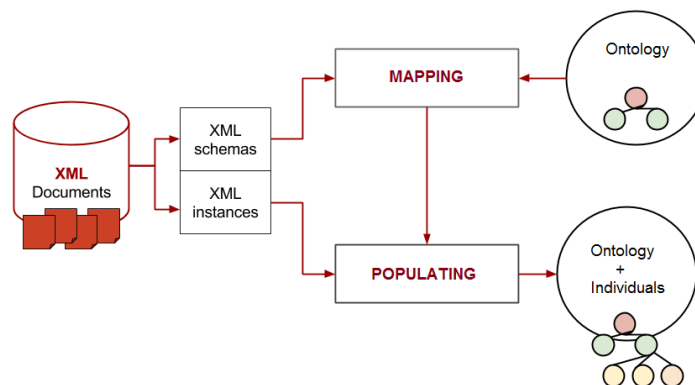 XML
Documents
XML
schemas
XML
instances
MAPPING
POPULATING
Ontology
Ontology
+
Individuals